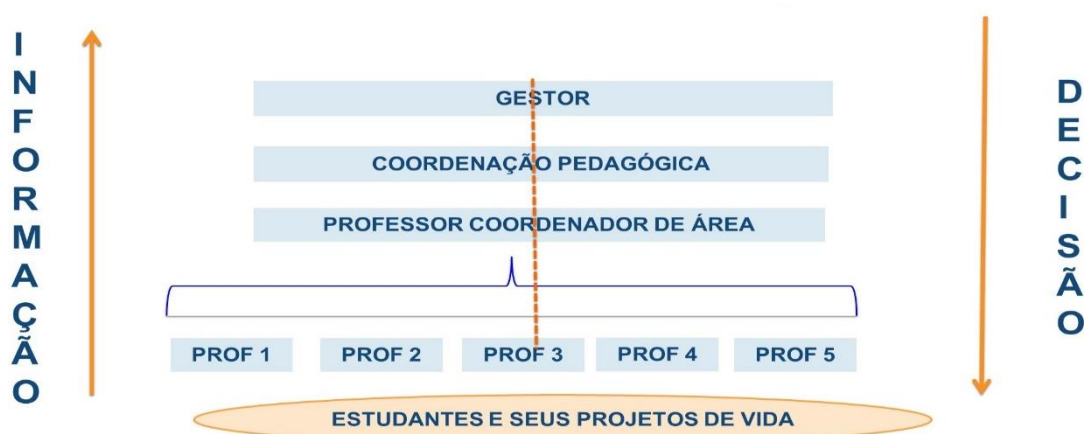 INFORMAÇÃO
GESTOR
COORDENAÇÃO PEDAGÓGICA
PROFESSOR COORDENADOR DE ÁREA
PROF 1 PROF 2 PROF 3 PROF 4 PROF 5
ESTUDANTES E SEUS PROJETOS DE VIDA
DECISÃO